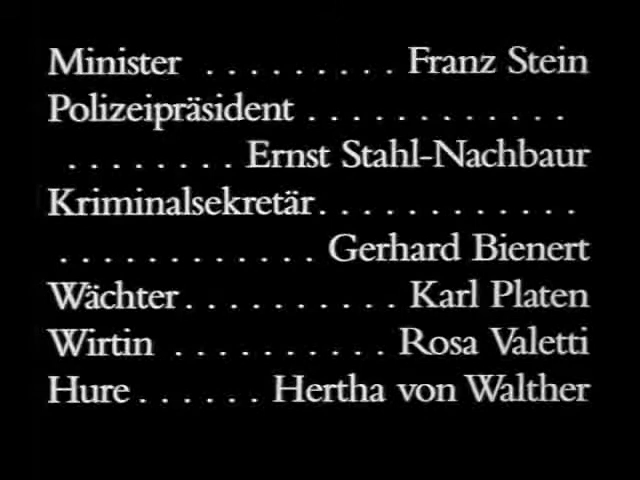 Minister . . . . . . . . . Franz Stein
Polizeipräsident . . . . . . . . . . . .
. . . . . . . . Ernst Stahl-Nachbaur
Kriminalsekretär. . . . . . . . . . . .
. . . . . . . . . . . . Gerhard Bienert
Wächter. . . . . . . . . . Karl Platen
Wirtin . . . . . . . . . . Rosa Valetti
Hure . . . . . . Hertha von Walther